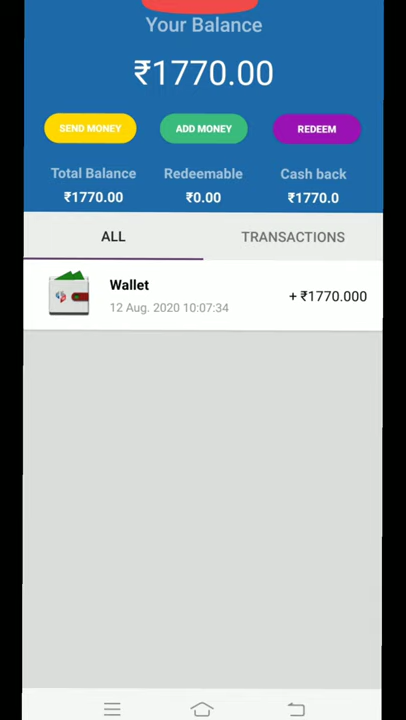 Your Balance
₹1770.00
SEND MONEY
ADD MONEY
REDEEM
Total Balance
Redeemable
Cash back
₹1770.00
₹0.00
₹1770.0
ALL
TRANSACTIONS
Wallet
+ ₹1770.000
12 Aug. 2020 10:07:34